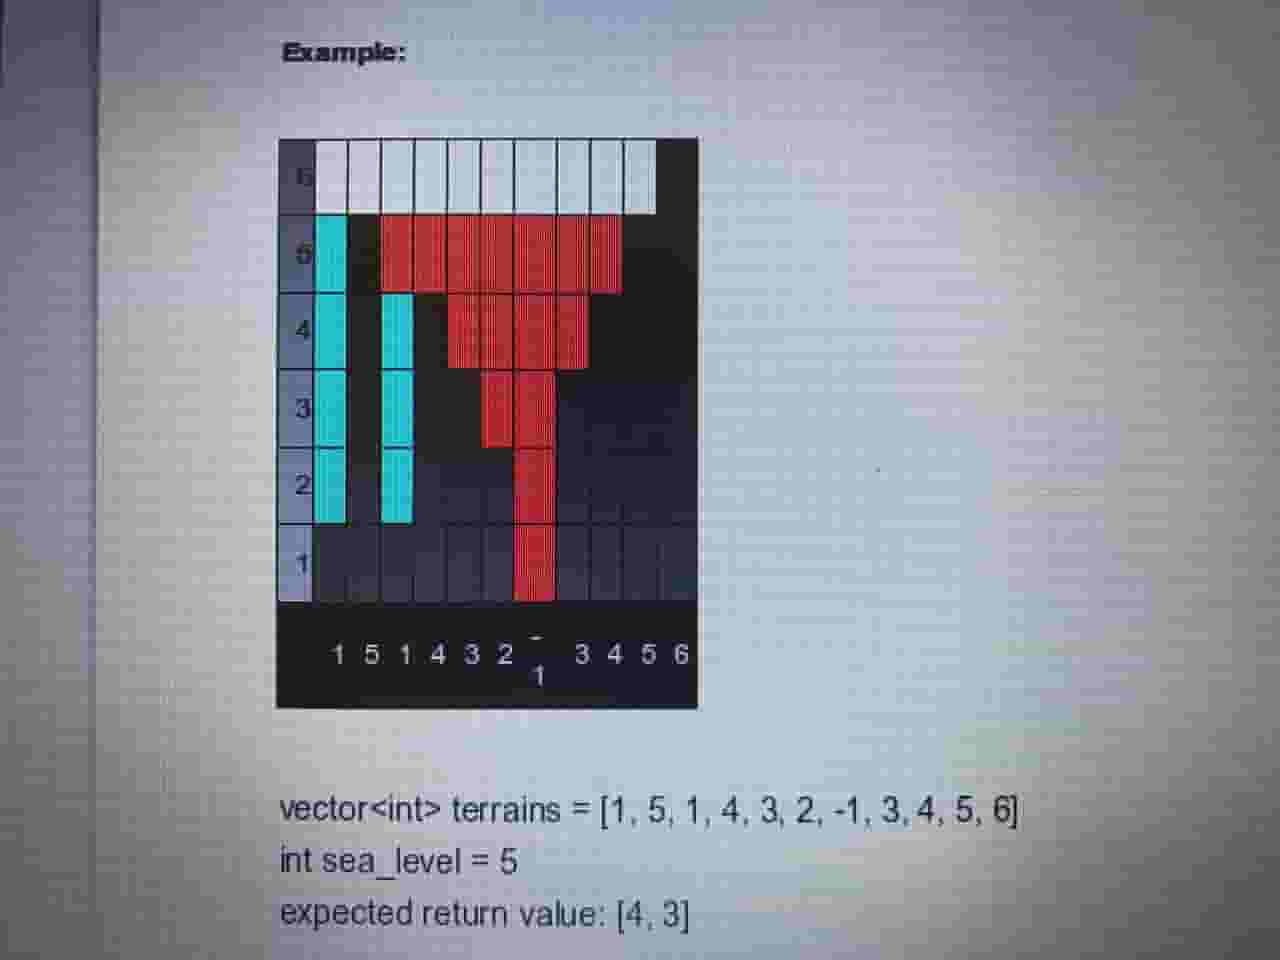 Example:
6
5
4
3
2
1
1 5 1 4 3 2 -1 3 4 5 6
vector<int> terrains = [1, 5, 1, 4, 3, 2, -1, 3, 4, 5, 6]
int sea_level = 5
expected return value: [4, 3]